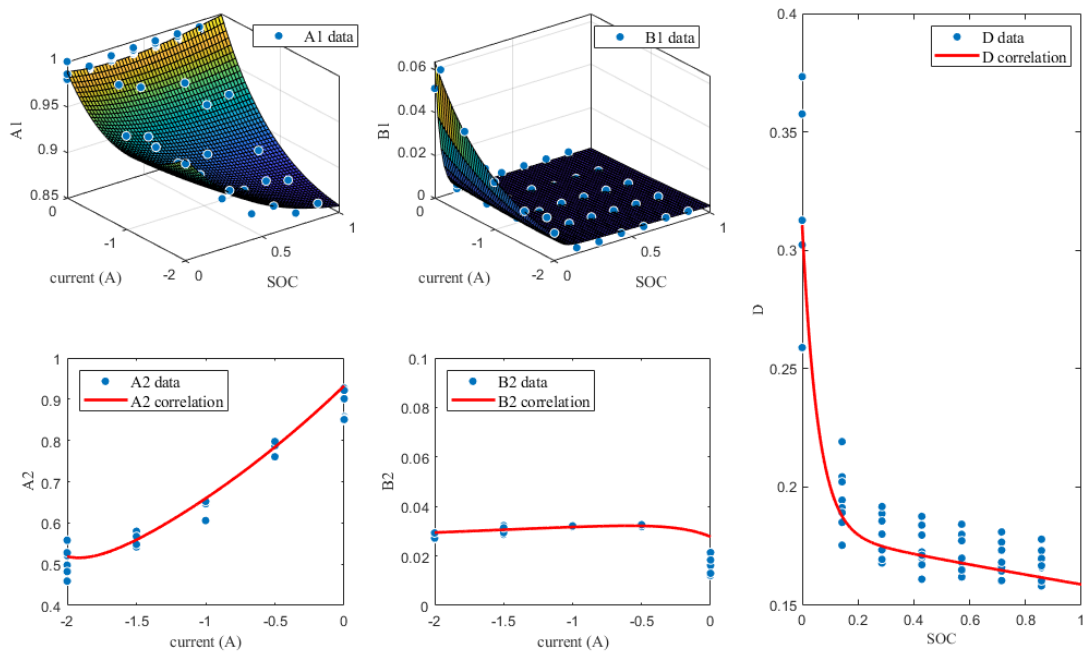 A1 data
1
0.95
0.9
0.85
A1
0
-1
-2
current (A)
0
0.5
1
SOC
B1 data
0.06
0.04
0.02
0
B1
0
-1
-2
current (A)
0
0.5
1
SOC
D data
D correlation
0.4
0.35
0.3
0.25
0.2
0.15
D
0
0.2
0.4
0.6
0.8
1
SOC
A2 data
A2 correlation
1
0.9
0.8
0.7
0.6
0.5
0.4
A2
-2
-1.5
-1
-0.5
0
current (A)
B2 data
B2 correlation
0.1
0.08
0.06
0.04
0.02
0
B2
-2
-1.5
-1
-0.5
0
current (A)